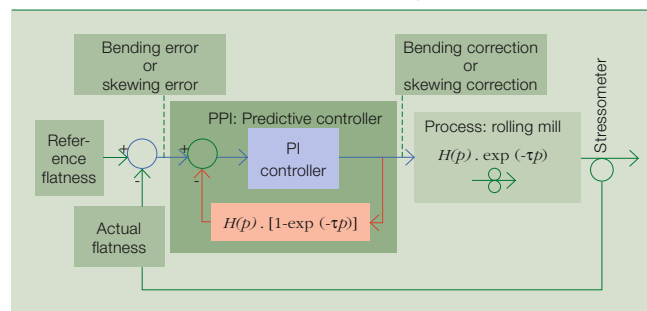 Bending error
or
skewing error
Bending correction
or
skewing correction
Stressometer
PPI: Predictive controller
Process: rolling mill
Refer-
ence
flatness
+
-
+
-
PI
controller
H(p) . exp (-τp)
H(p) . [1-exp (-τp)]
Actual
flatness